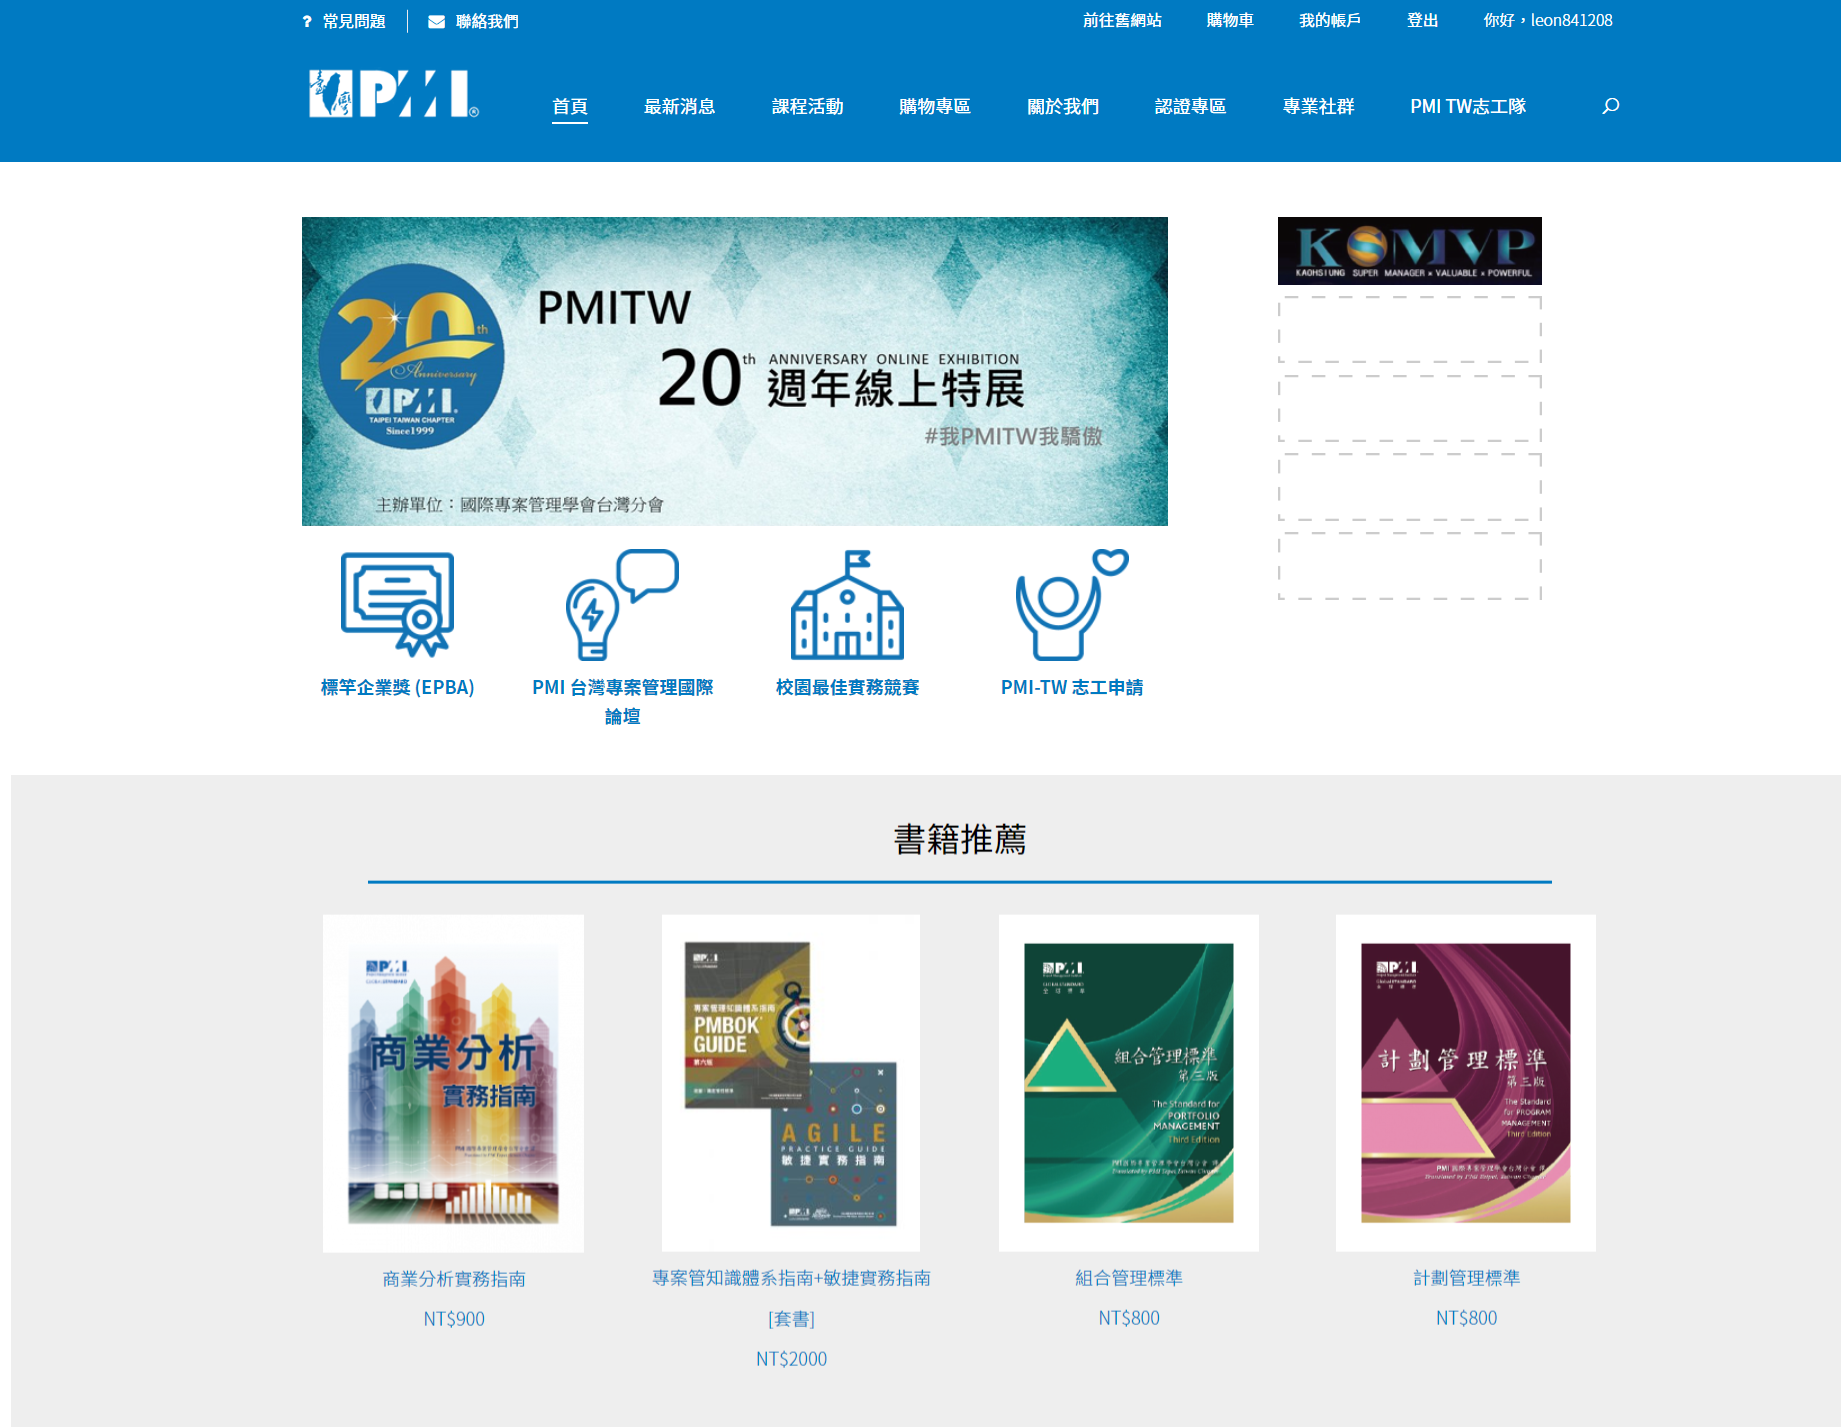 ? 常見問題
聯絡我們
前往舊網站 購物車 我的帳戶 登出 你好，leon841208
PMI®
首頁 最新消息 課程活動 購物專區 關於我們 認證專區 專業社群 PMI TW志工隊
20th
Anniversary
PMI
TAIPEI TAIWAN CHAPTER
Since1999
PMITW
20th ANNIVERSARY ONLINE EXHIBITION
週年線上特展
#我PMITW我驕傲
主辦單位：國際專案管理學會台灣分會
KSMVP
KAOHSIUNG SUPER MANAGER × VALUABLE × POWERFUL
標竿企業獎 (EPBA)
PMI 台灣專案管理國際
論壇
校園最佳實務競賽
PMI-TW 志工申請
書籍推薦
PMI
商業分析
實務指南
商業分析實務指南
NT$900
PMI
專案管理知識體系指南
PMBOK
GUIDE
第六版
AGILE
PRACTICE GUIDE
敏捷實務指南
專案管知識體系指南+敏捷實務指南
[套書]
NT$2000
PMI
全球標準
組合管理標準
第三版
The Standard for
PORTFOLIO
MANAGEMENT
Third Edition
組合管理標準
NT$800
PMI
全球標準
計劃管理標準
第三版
The Standard
for PROGRAM
MANAGEMENT
Third Edition
計劃管理標準
NT$800